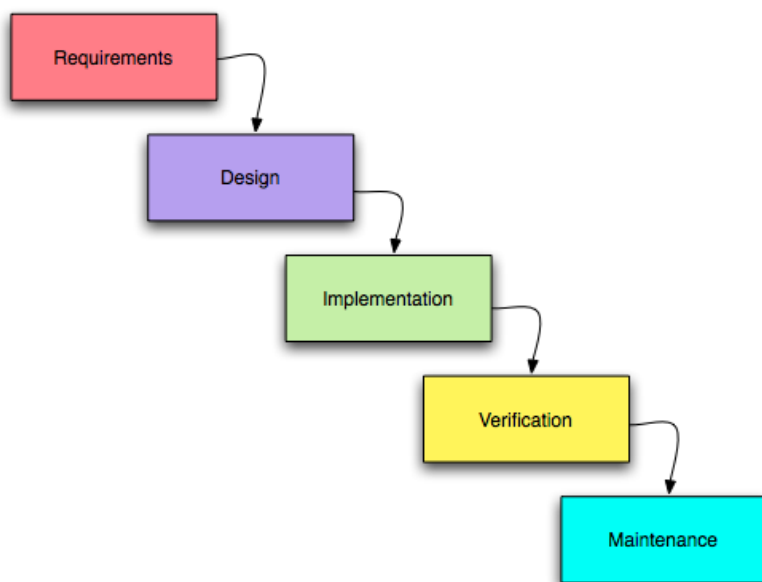 Requirements
Design
Implementation
Verification
Maintenance